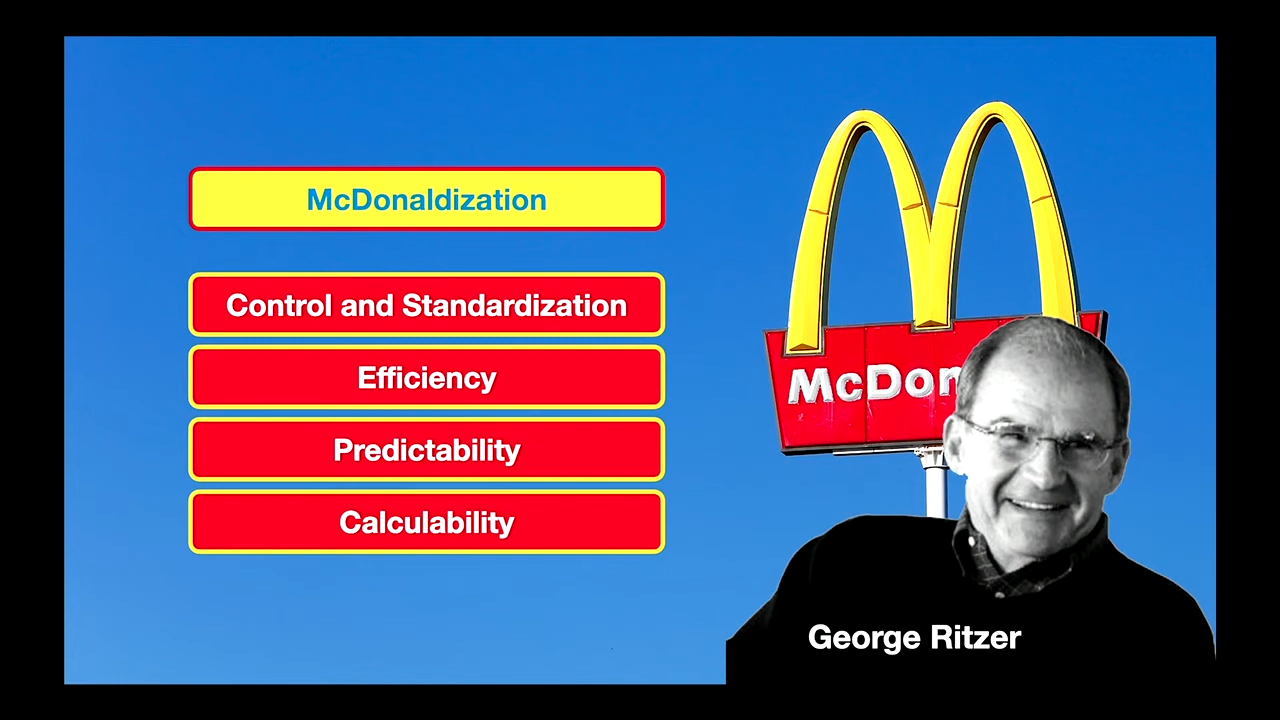 McDonaldization
Control and Standardization
Efficiency
Predictability
Calculability
McDon
George Ritzer